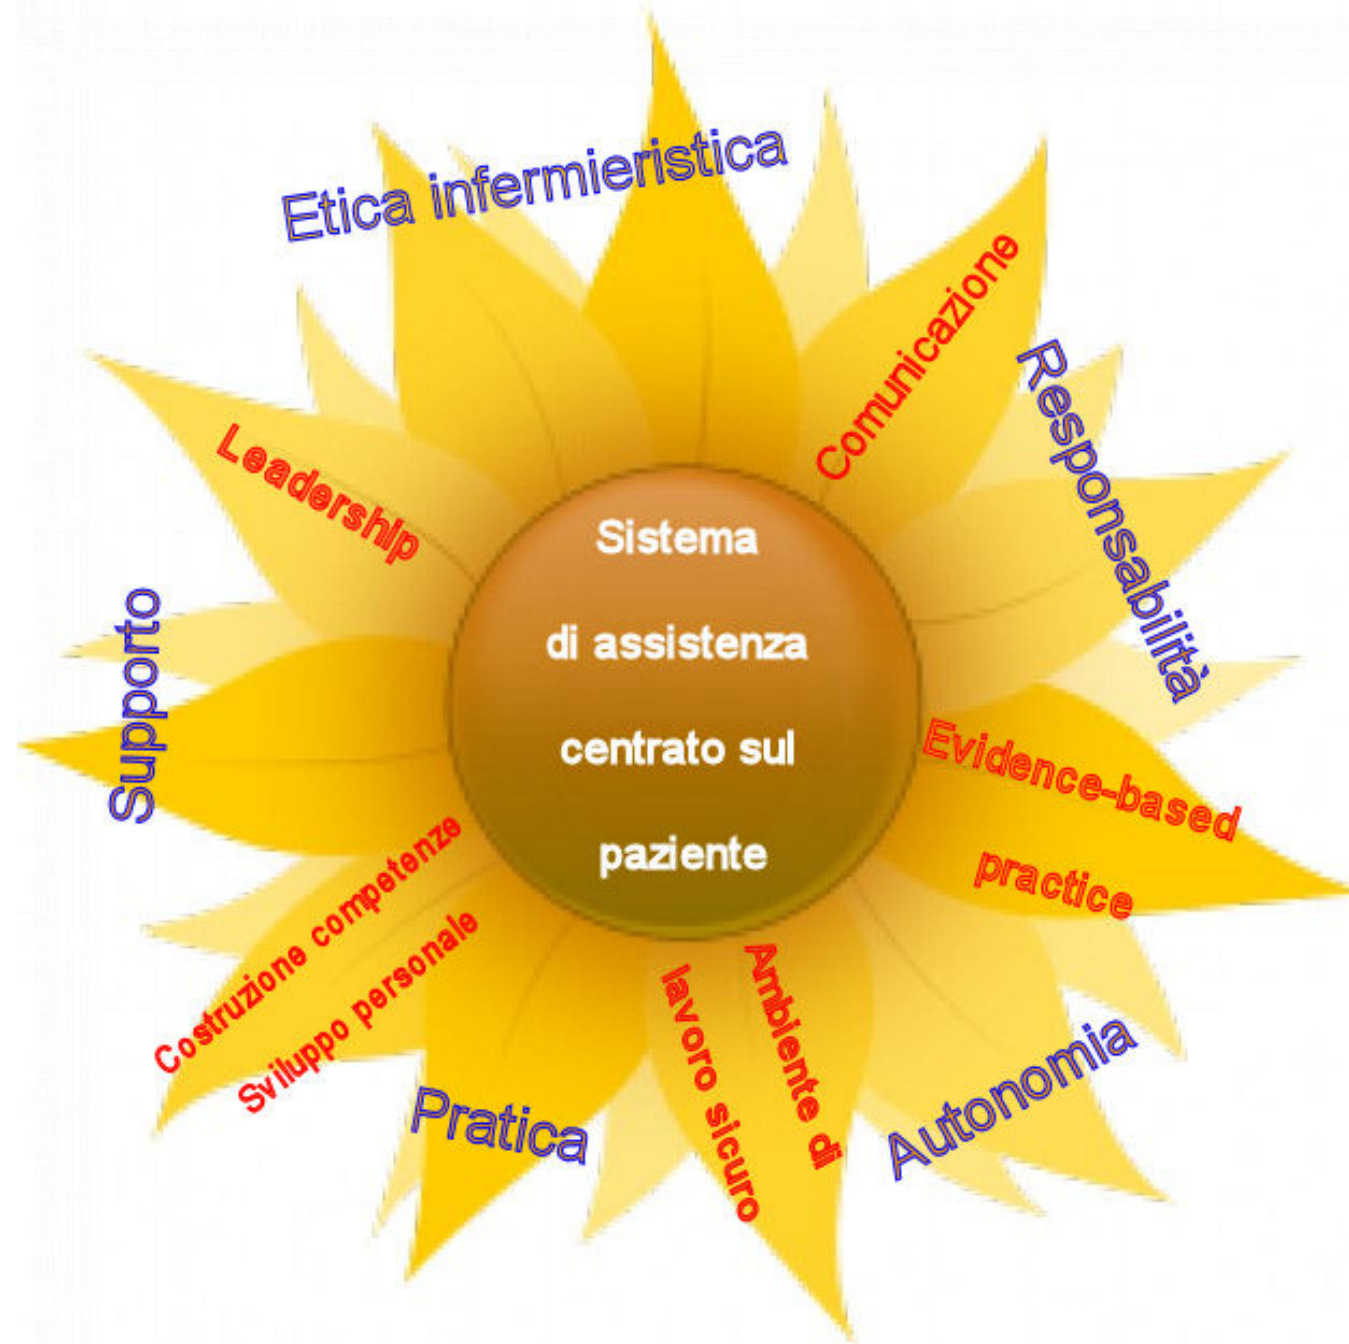 Etica infermieristica
Comunicazione
Responsabilità
Leadership
Sistema
di assistenza
centrato sul
paziente
Supporto
Evidence-based
practice
Costruzione competenze
Sviluppo personale
Ambiente di
lavoro sicuro
Autonomia
Pratica